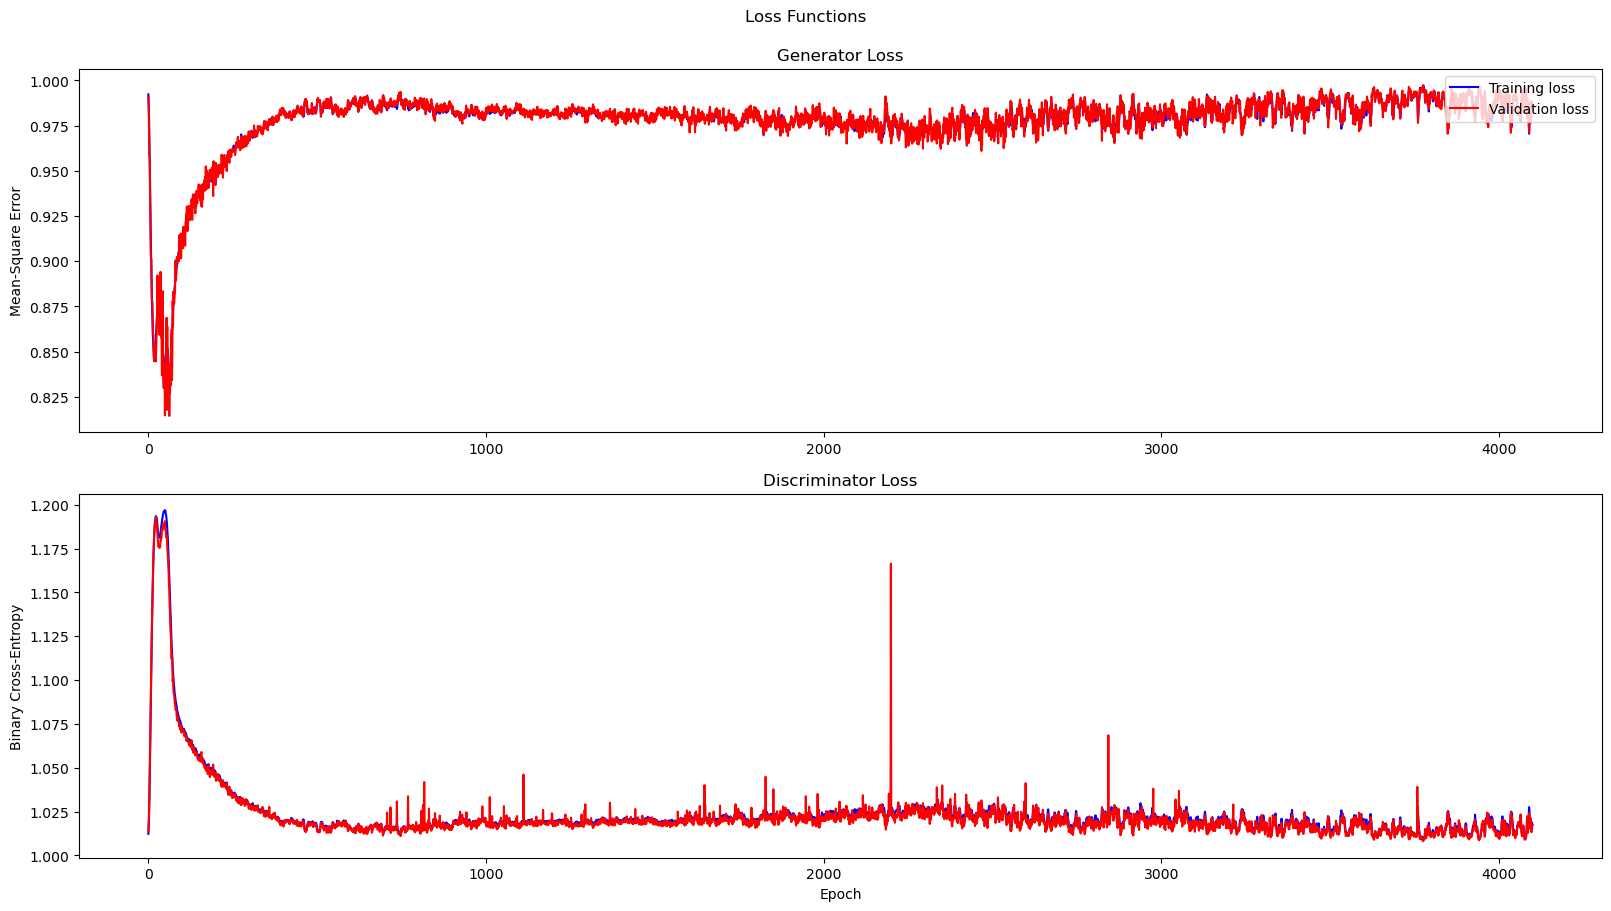 Loss Functions
Generator Loss
Mean-Square Error
1.000
0.975
0.950
0.925
0.900
0.875
0.850
0.825
Training loss
Validation loss
0 1000 2000 3000 4000
Discriminator Loss
Binary Cross-Entropy
1.200
1.175
1.150
1.125
1.100
1.075
1.050
1.025
1.000
0 1000 2000 3000 4000
Epoch